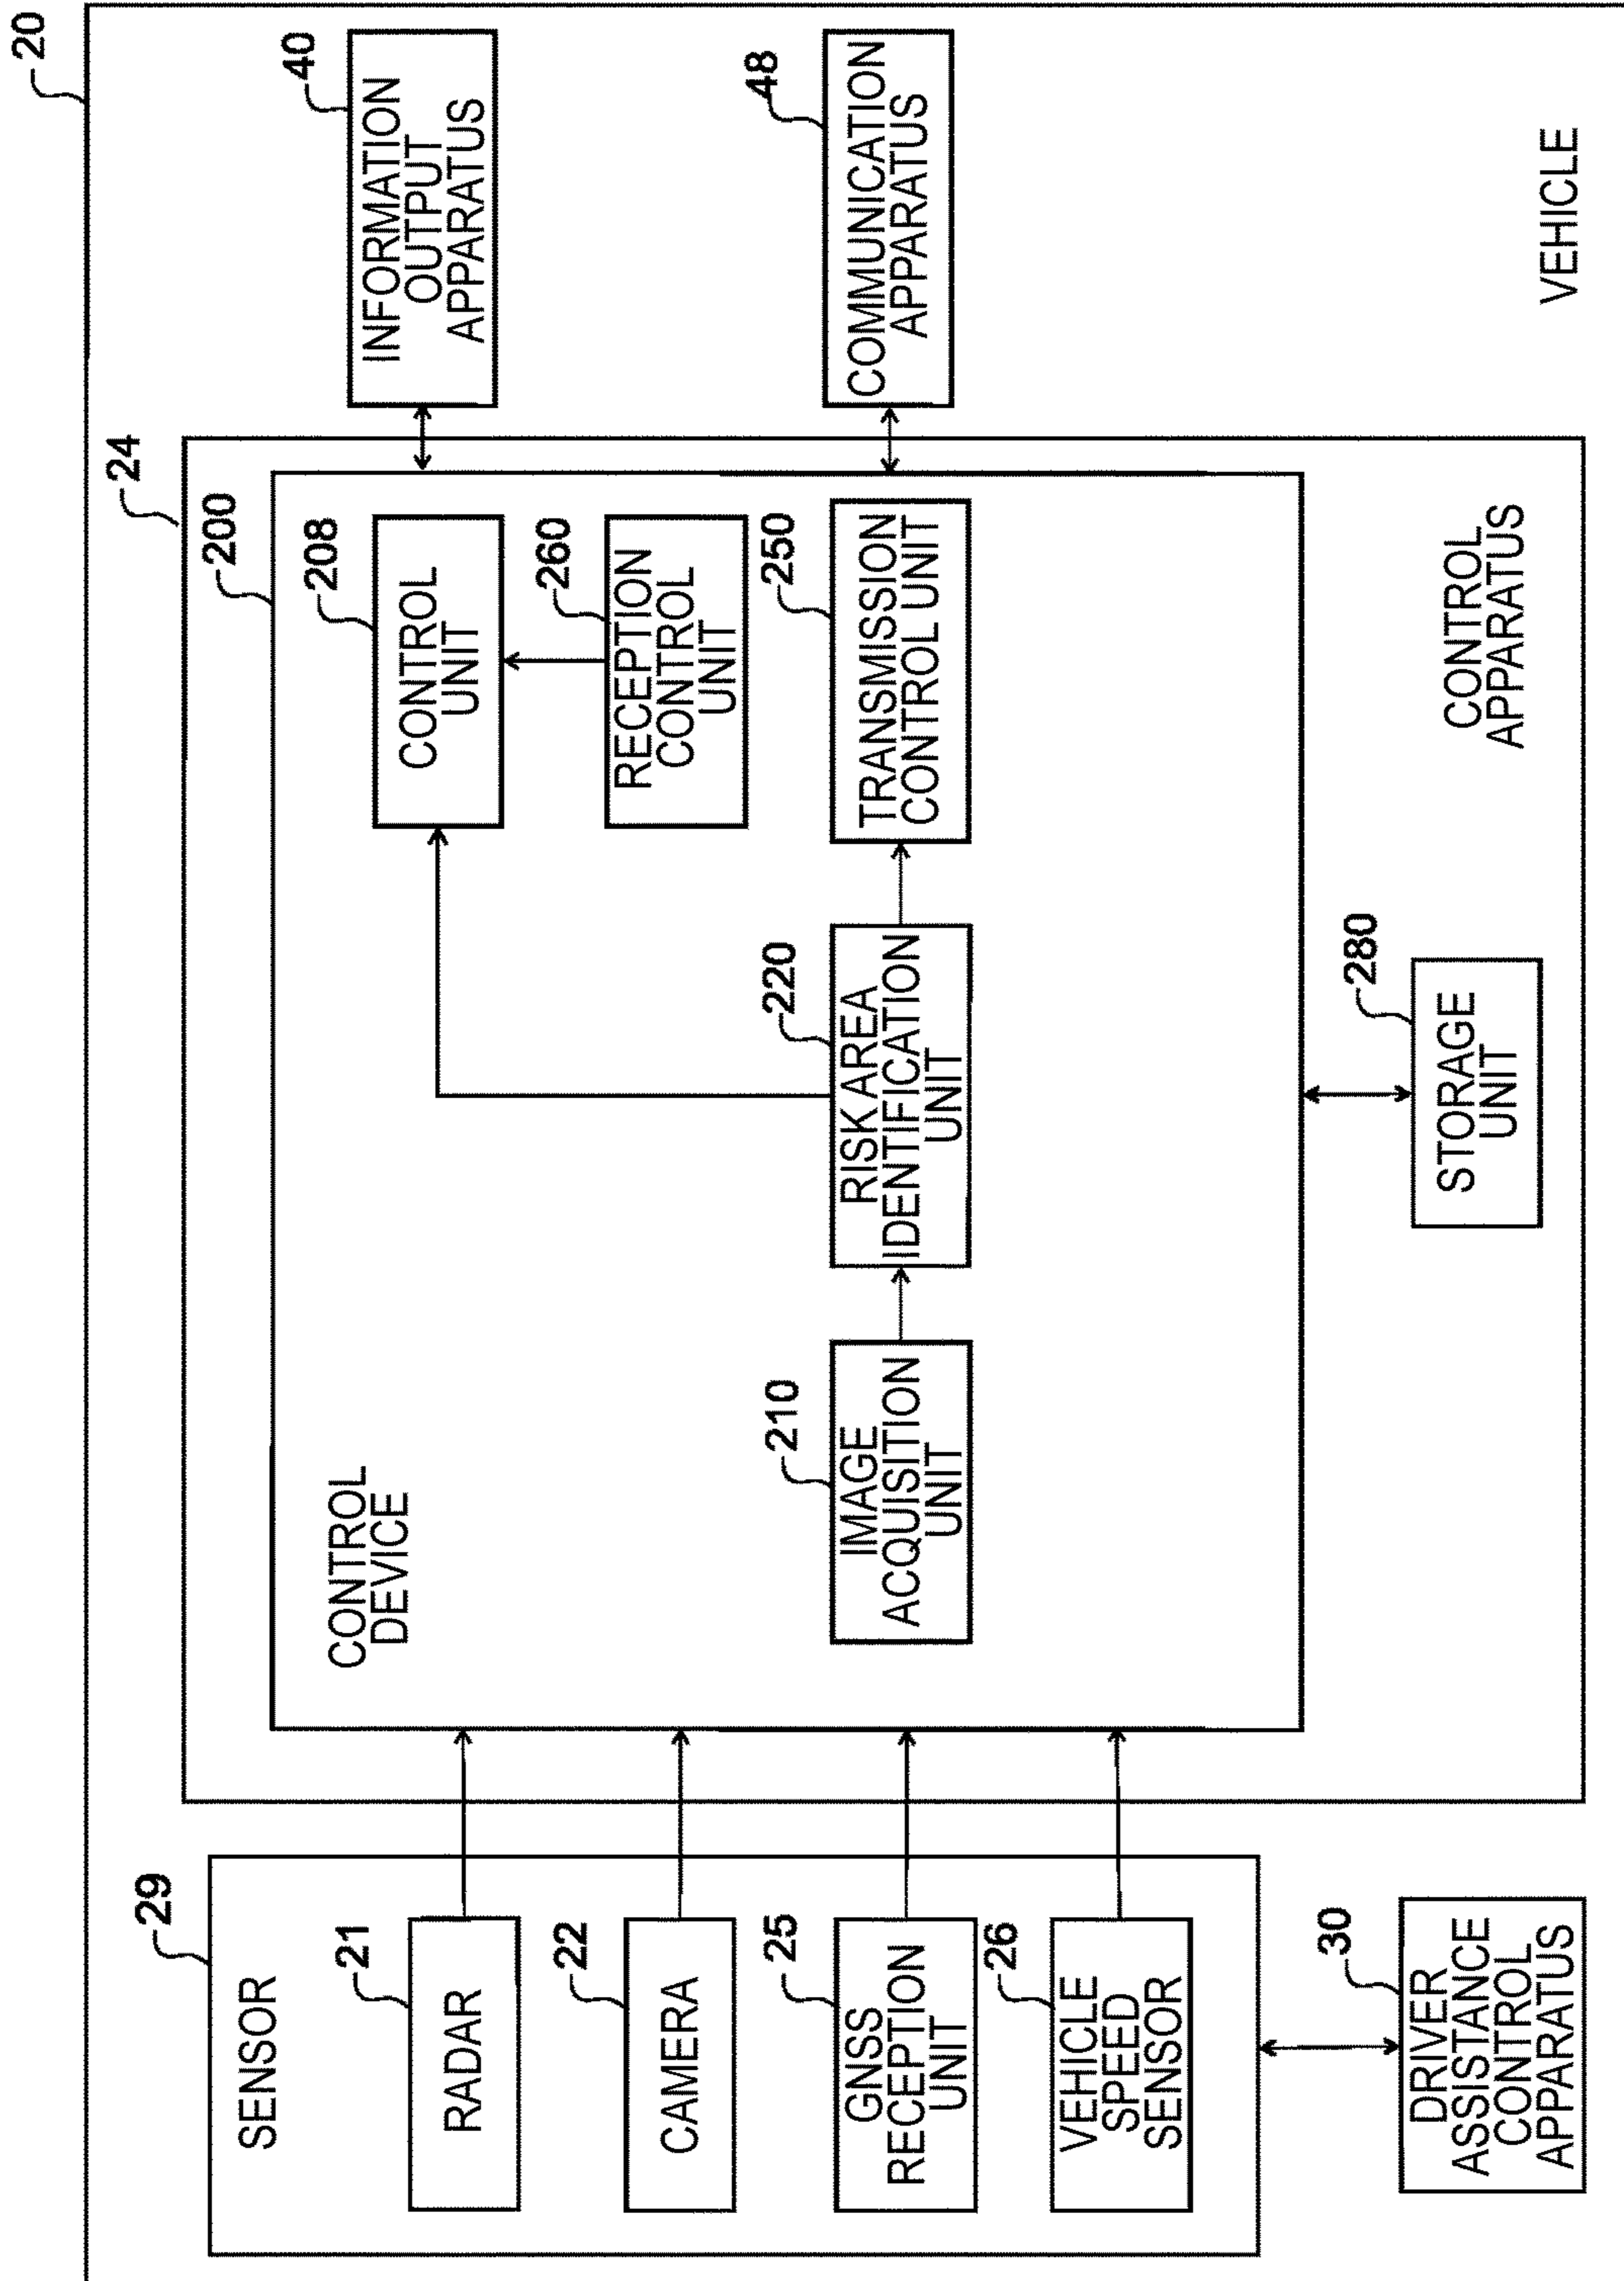 20
VEHICLE
29
SENSOR
21
RADAR
22
CAMERA
25
GNSS
RECEPTION
UNIT
26
VEHICLE
SPEED
SENSOR
30
DRIVER
ASSISTANCE
CONTROL
APPARATUS
24
CONTROL
APPARATUS
200
CONTROL
DEVICE
210
IMAGE
ACQUISITION
UNIT
220
RISK AREA
IDENTIFICATION
UNIT
208
CONTROL
UNIT
260
RECEPTION
CONTROL
UNIT
250
TRANSMISSION
CONTROL UNIT
280
STORAGE
UNIT
40
INFORMATION
OUTPUT
APPARATUS
48
COMMUNICATION
APPARATUS